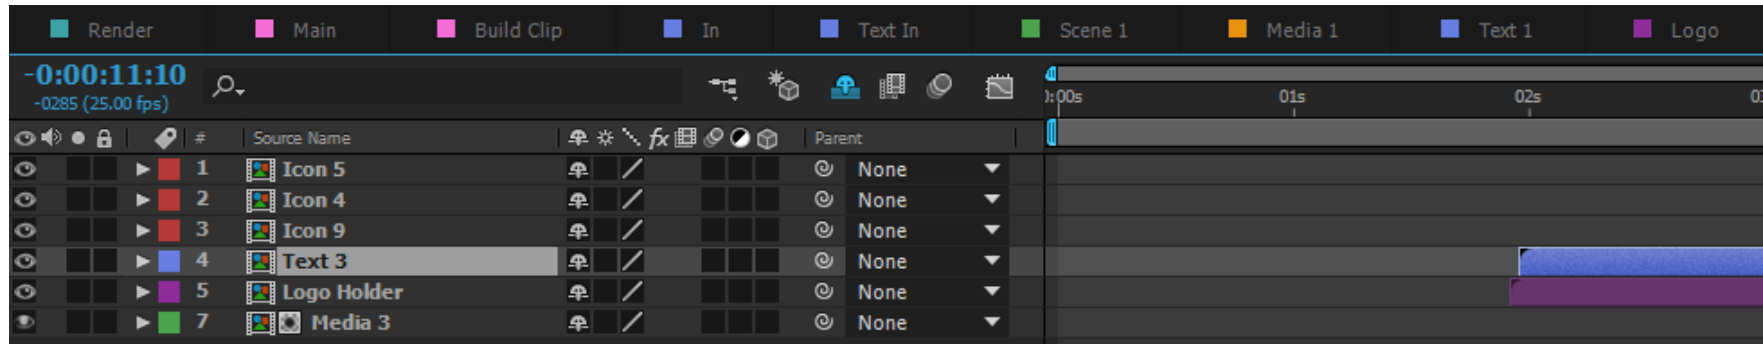 Render Main Build Clip In Text In Scene 1 Media 1 Text 1 Logo
-0:00:11:10
-0285 (25.00 fps)
):00s 01s 02s 0
# Source Name fx Parent
1 Icon 5 None
2 Icon 4 None
3 Icon 9 None
4 Text 3 None
5 Logo Holder None
7 Media 3 None